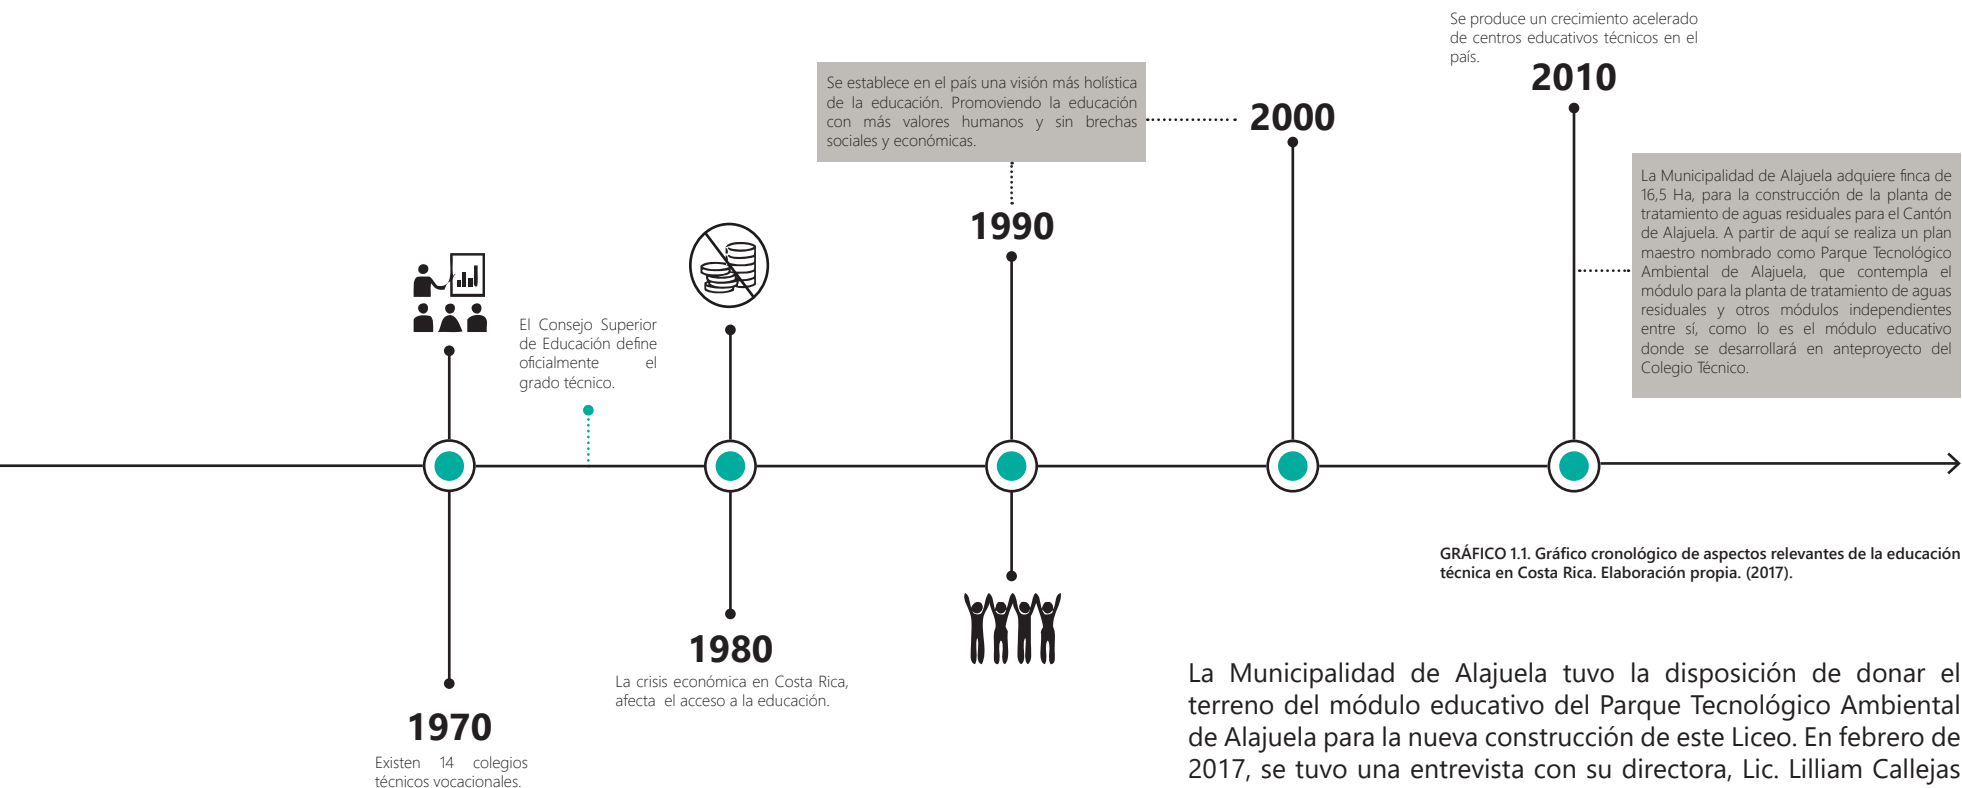 Se produce un crecimiento acelerado
de centros educativos técnicos en el
país.
2010
Se establece en el país una visión más holística
de la educación. Promoviendo la educación
con más valores humanos y sin brechas
sociales y económicas.
2000
1990
La Municipalidad de Alajuela adquiere finca de
16,5 Ha, para la construcción de la planta de
tratamiento de aguas residuales para el Cantón
de Alajuela. A partir de aquí se realiza un plan
maestro nombrado como Parque Tecnológico
Ambiental de Alajuela, que contempla el
módulo para la planta de tratamiento de aguas
residuales y otros módulos independientes
entre sí, como lo es el módulo educativo
donde se desarrollará en anteproyecto del
Colegio Técnico.
El Consejo Superior
de Educación define
oficialmente el
grado técnico.
1980
La crisis económica en Costa Rica,
afecta el acceso a la educación.
1970
Existen 14 colegios
técnicos vocacionales.
GRÁFICO 1.1. Gráfico cronológico de aspectos relevantes de la educación
técnica en Costa Rica. Elaboración propia. (2017).
La Municipalidad de Alajuela tuvo la disposición de donar el
terreno del módulo educativo del Parque Tecnológico Ambiental
de Alajuela para la nueva construcción de este Liceo. En febrero de
2017, se tuvo una entrevista con su directora, Lic. Lilliam Callejas